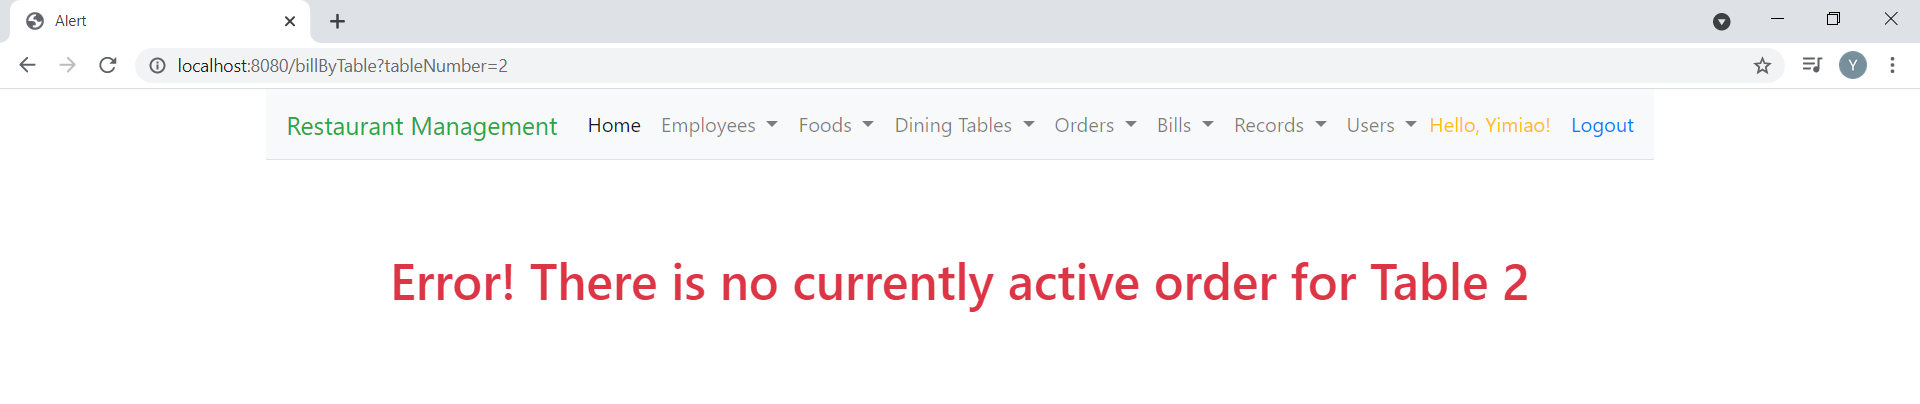 Alert
localhost:8080/billByTable?tableNumber=2
Y
Restaurant Management Home Employees Foods Dining Tables Orders Bills Records Users Hello, Yimiao! Logout
Error! There is no currently active order for Table 2